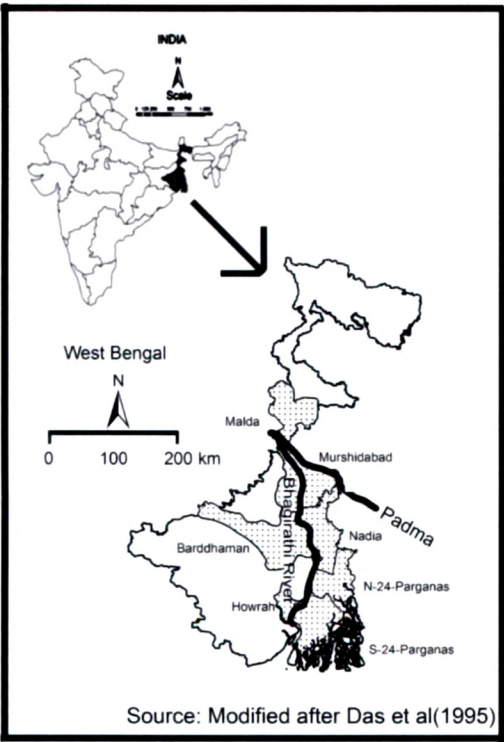 INDIA
N
Scale
West Bengal
N
0 100 200 km
Malda
Murshidabad
Bhagirathi River
Padma
Nadia
Barddhaman
N-24-Parganas
Howrah
S-24-Parganas
Source: Modified after Das et al(1995)